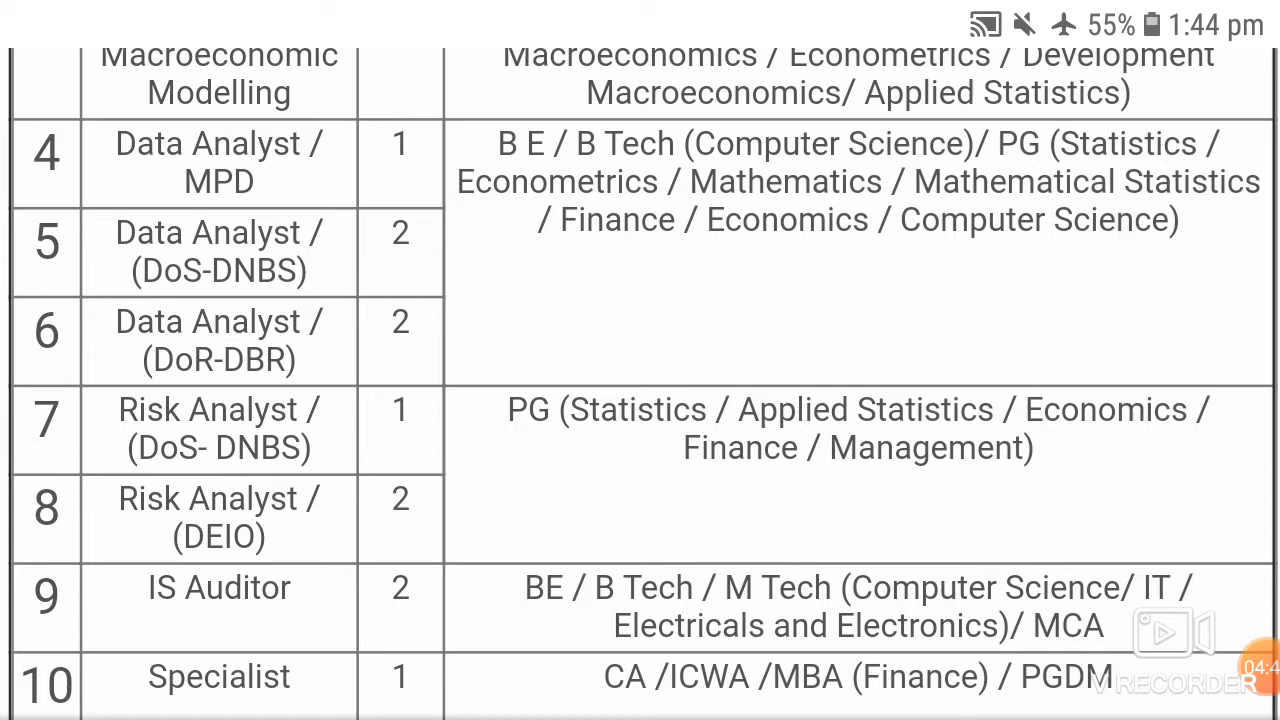 55% 1:44 pm
Macroeconomic
Modelling
Macroeconomics / Econometrics / Development
Macroeconomics/ Applied Statistics)
4
Data Analyst /
MPD
1
B E / B Tech (Computer Science)/ PG (Statistics /
Econometrics / Mathematics / Mathematical Statistics
/ Finance / Economics / Computer Science)
5
Data Analyst /
(DoS-DNBS)
2
6
Data Analyst /
(DoR-DBR)
2
7
Risk Analyst /
(DoS- DNBS)
1
PG (Statistics / Applied Statistics / Economics /
Finance / Management)
8
Risk Analyst /
(DEIO)
2
9
IS Auditor
2
BE / B Tech / M Tech (Computer Science/ IT /
Electricals and Electronics)/ MCA
10
Specialist
1
CA /ICWA /MBA (Finance) / PGDM
04:4
RECORDER